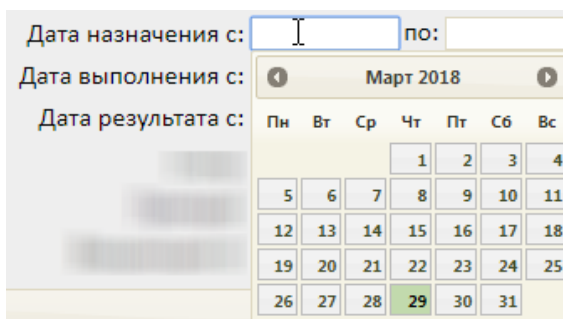 Дата назначения с: по:
Дата выполнения с: Март 2018
Дата результата с: Пн Вт Ср Чт Пт Сб Вс
1 2 3 4
5 6 7 8 9 10 11
12 13 14 15 16 17 18
19 20 21 22 23 24 25
26 27 28 29 30 31